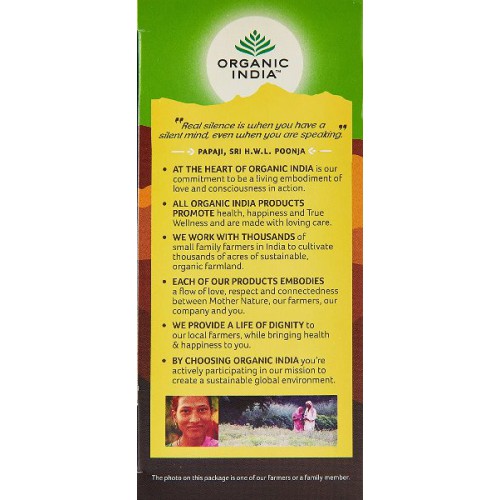 ORGANIC
INDIA™
"Real silence is when you have a
silent mind, even when you are speaking."
PAPAJI, SRI H.W.L. POONJA
• AT THE HEART OF ORGANIC INDIA is our
commitment to be a living embodiment of
love and consciousness in action.
• ALL ORGANIC INDIA PRODUCTS
PROMOTE health, happiness and True
Wellness and are made with loving care.
• WE WORK WITH THOUSANDS of
small family farmers in India to cultivate
thousands of acres of sustainable,
organic farmland.
• EACH OF OUR PRODUCTS EMBODIES
a flow of love, respect and connectedness
between Mother Nature, our farmers, our
company and you.
• WE PROVIDE A LIFE OF DIGNITY to
our local farmers, while bringing health
& happiness to you.
• BY CHOOSING ORGANIC INDIA you're
actively participating in our mission to
create a sustainable global environment.
The photo on this package is one of our farmers or a family member.